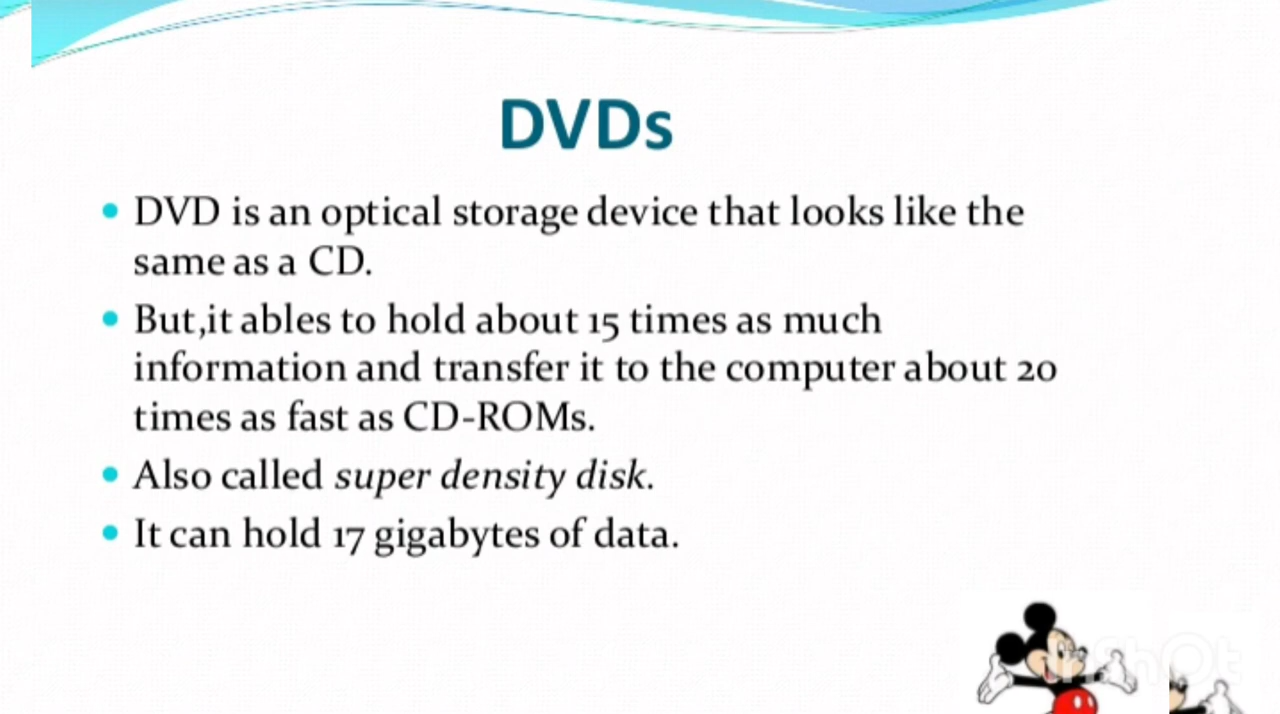 DVDs
• DVD is an optical storage device that looks like the
same as a CD.
• But,it ables to hold about 15 times as much
information and transfer it to the computer about 20
times as fast as CD-ROMs.
• Also called super density disk.
• It can hold 17 gigabytes of data.
InShOt